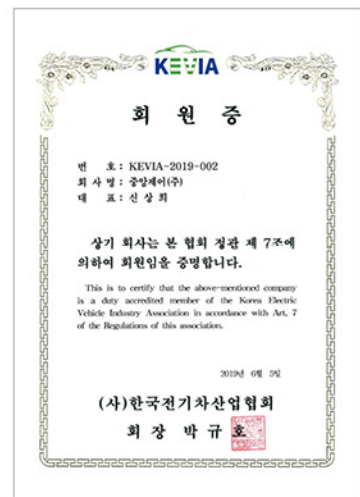 KEVIA
회 원 증
번 호 : KEVIA-2019-002
회 사 명 : 중앙제어(주)
대 표 : 신 상 희
상기 회사는 본 협회 정관 제 7조에
의하여 회원임을 증명합니다.
This is to certify that the above-mentioned company
is a duty accredited member of the Korea Electric
Vehicle Industry Association in accordance with Art, 7
of the Regulations of this association.
2019년 6월 5일
(사)한국전기차산업협회
회 장 박 규 호